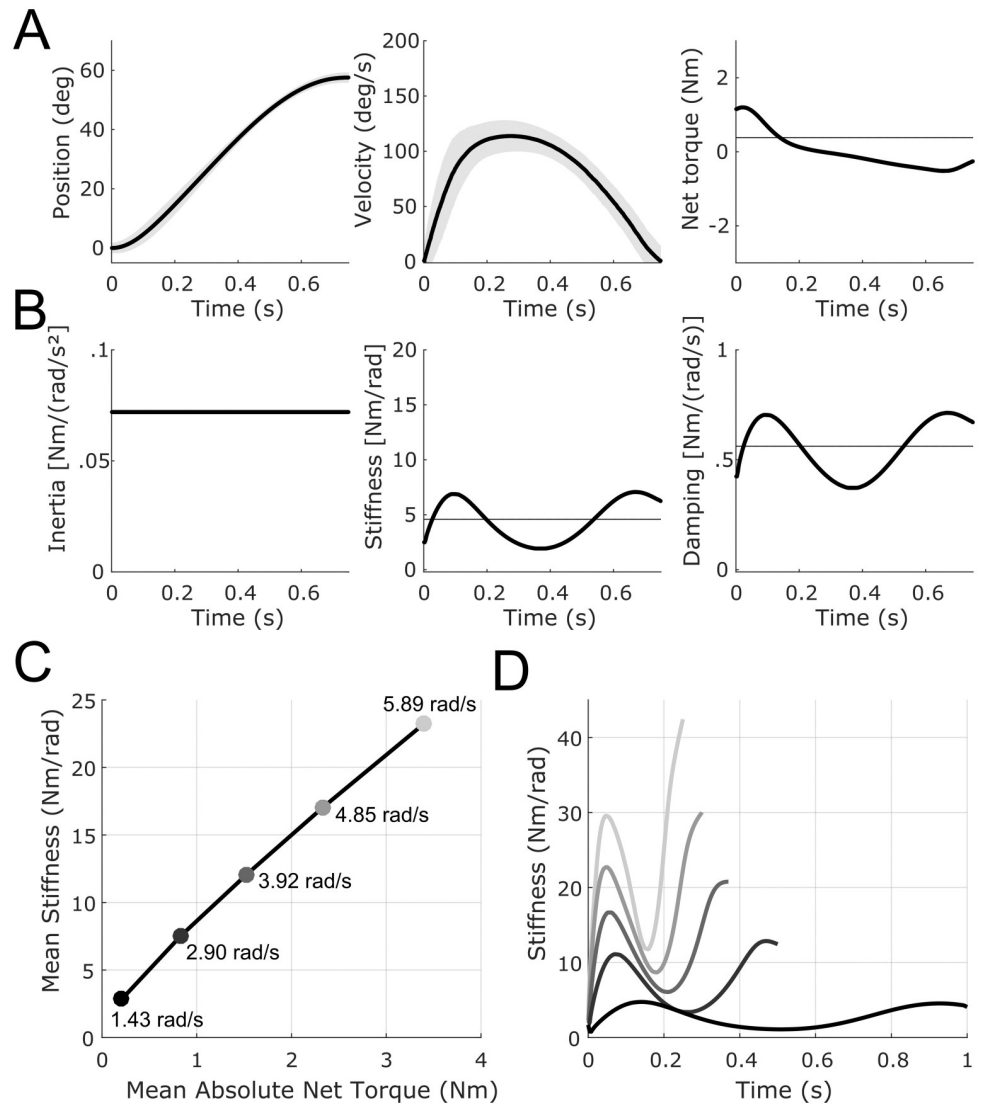 A
Position (deg)
60
40
20
0
0 0.2 0.4 0.6
Time (s)
Velocity (deg/s)
200
150
100
50
0
0 0.2 0.4 0.6
Time (s)
Net torque (Nm)
2
0
-2
0 0.2 0.4 0.6
Time (s)
B
Inertia [Nm/(rad/s²]
.1
.05
0
0 0.2 0.4 0.6
Time (s)
Stiffness [Nm/rad]
20
15
10
5
0
0 0.2 0.4 0.6
Time (s)
Damping [Nm/(rad/s)]
1
.5
0
0 0.2 0.4 0.6
Time (s)
C
Mean Stiffness (Nm/rad)
25
20
15
10
5
0
5.89 rad/s
4.85 rad/s
3.92 rad/s
2.90 rad/s
1.43 rad/s
0 1 2 3 4
Mean Absolute Net Torque (Nm)
D
Stiffness (Nm/rad)
40
30
20
10
0
0 0.2 0.4 0.6 0.8 1
Time (s)